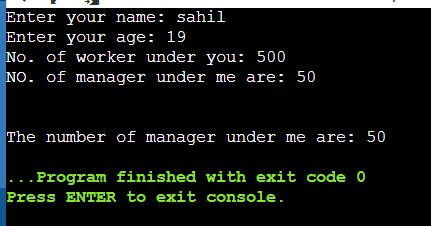 Enter your name: sahil
Enter your age: 19
No. of worker under you: 500
NO. of manager under me are: 50
The number of manager under me are: 50
...Program finished with exit code 0
Press ENTER to exit console.